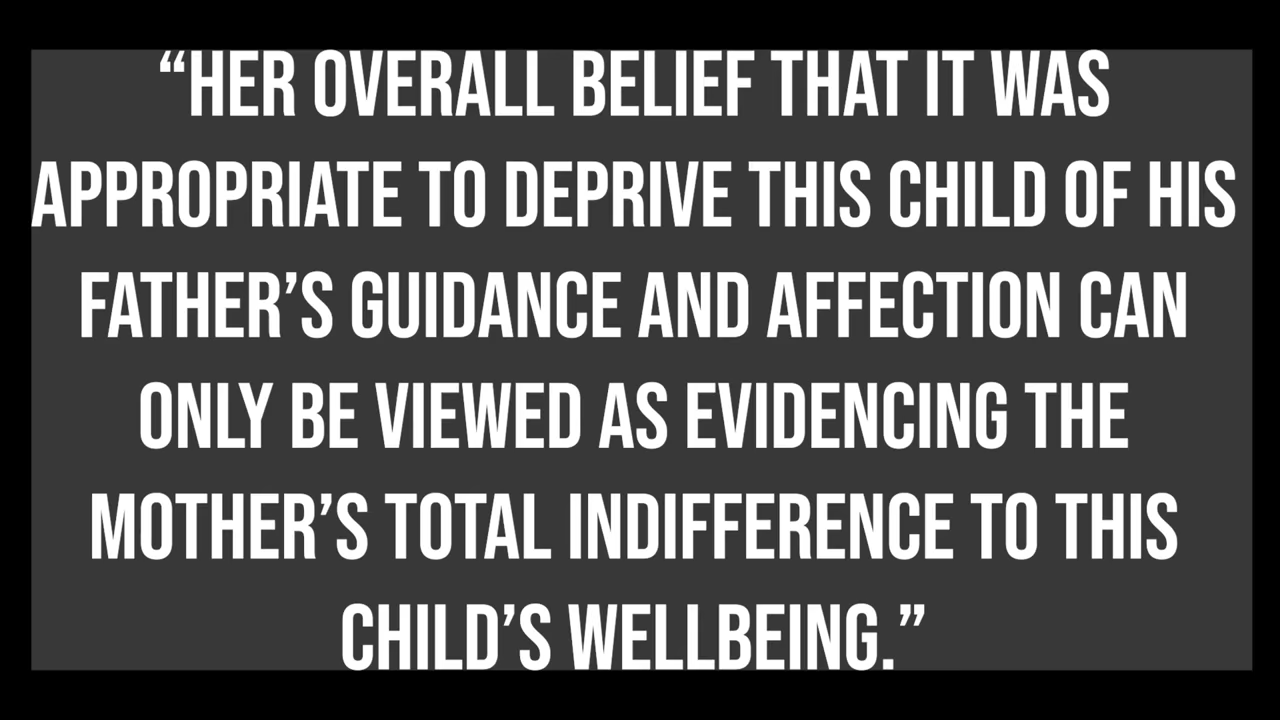 “HER OVERALL BELIEF THAT IT WAS
APPROPRIATE TO DEPRIVE THIS CHILD OF HIS
FATHER’S GUIDANCE AND AFFECTION CAN
ONLY BE VIEWED AS EVIDENCING THE
MOTHER’S TOTAL INDIFFERENCE TO THIS
CHILD’S WELLBEING.”